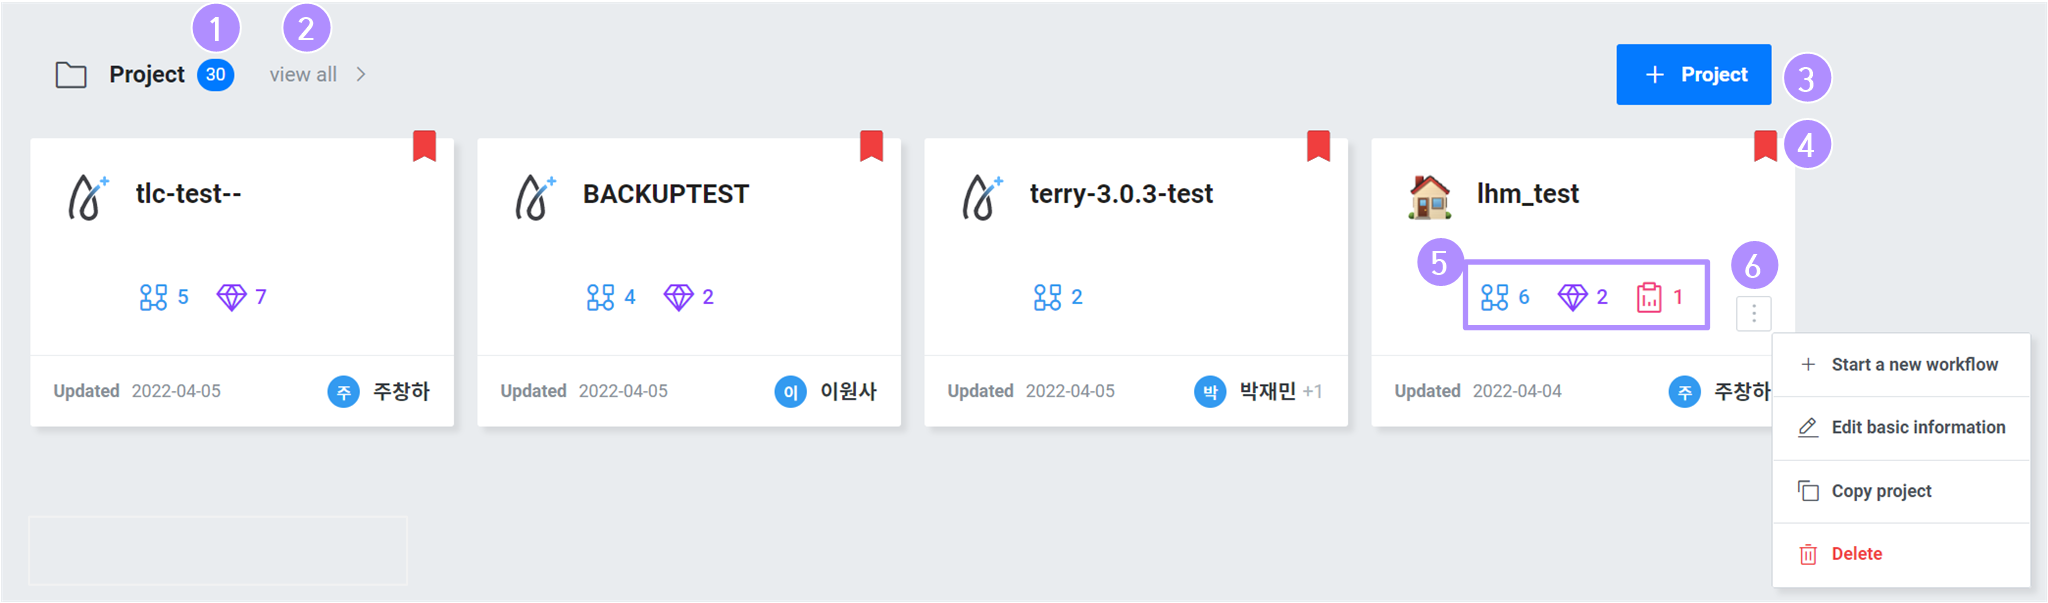 1 2
Project 30 view all
+ Project 3
4
tlc-test--
5 7
Updated 2022-04-05 주 주창하
BACKUPTEST
4 2
Updated 2022-04-05 이 이원사
terry-3.0.3-test
2
Updated 2022-04-05 박 박재민 +1
lhm_test
5 6 2 1 6
Updated 2022-04-04 주 주창하
Start a new workflow
Edit basic information
Copy project
Delete